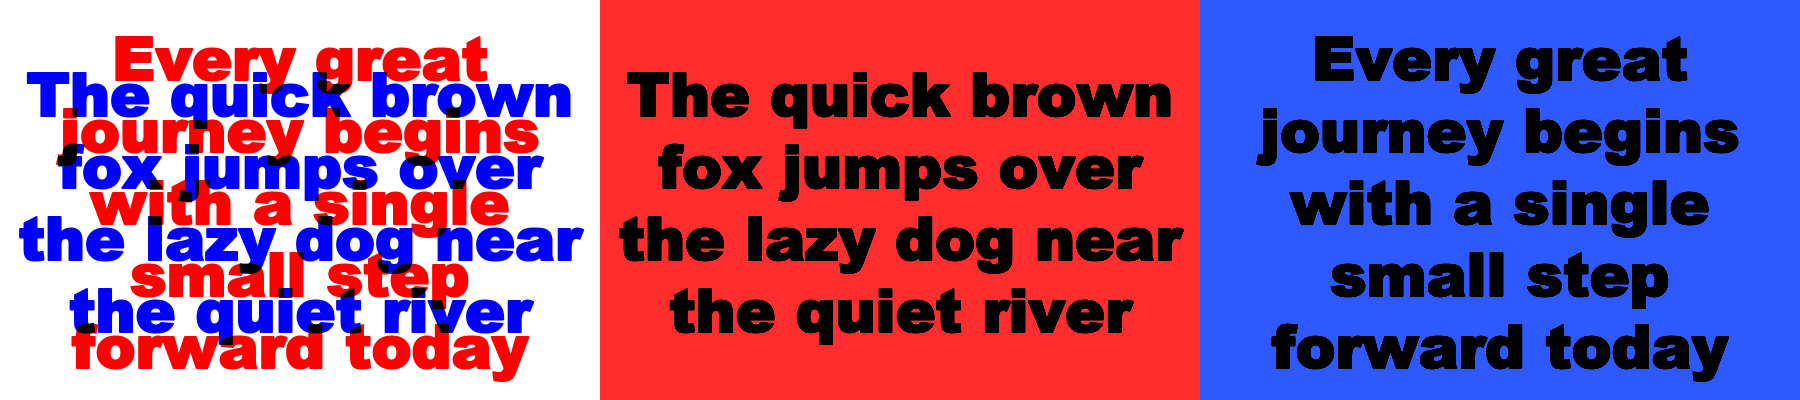 Every great
The quick brown
journey begins
fox jumps over
with a single
the lazy dog near
small step
the quiet river
forward today
The quick brown
fox jumps over
the lazy dog near
the quiet river
Every great
journey begins
with a single
small step
forward today